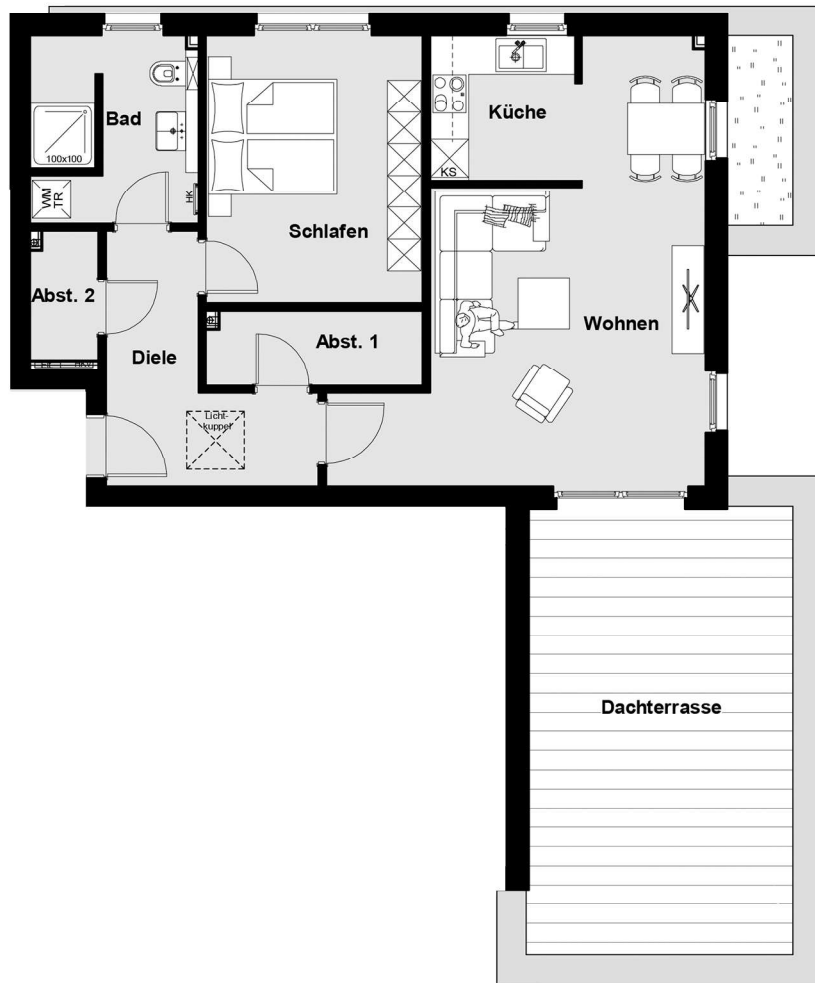 Bad
Küche
100x100
KS
WM
TR
HK
Schlafen
Abst. 2
Wohnen
Abst. 1
Diele
Licht-
kuppel
Dachterrasse